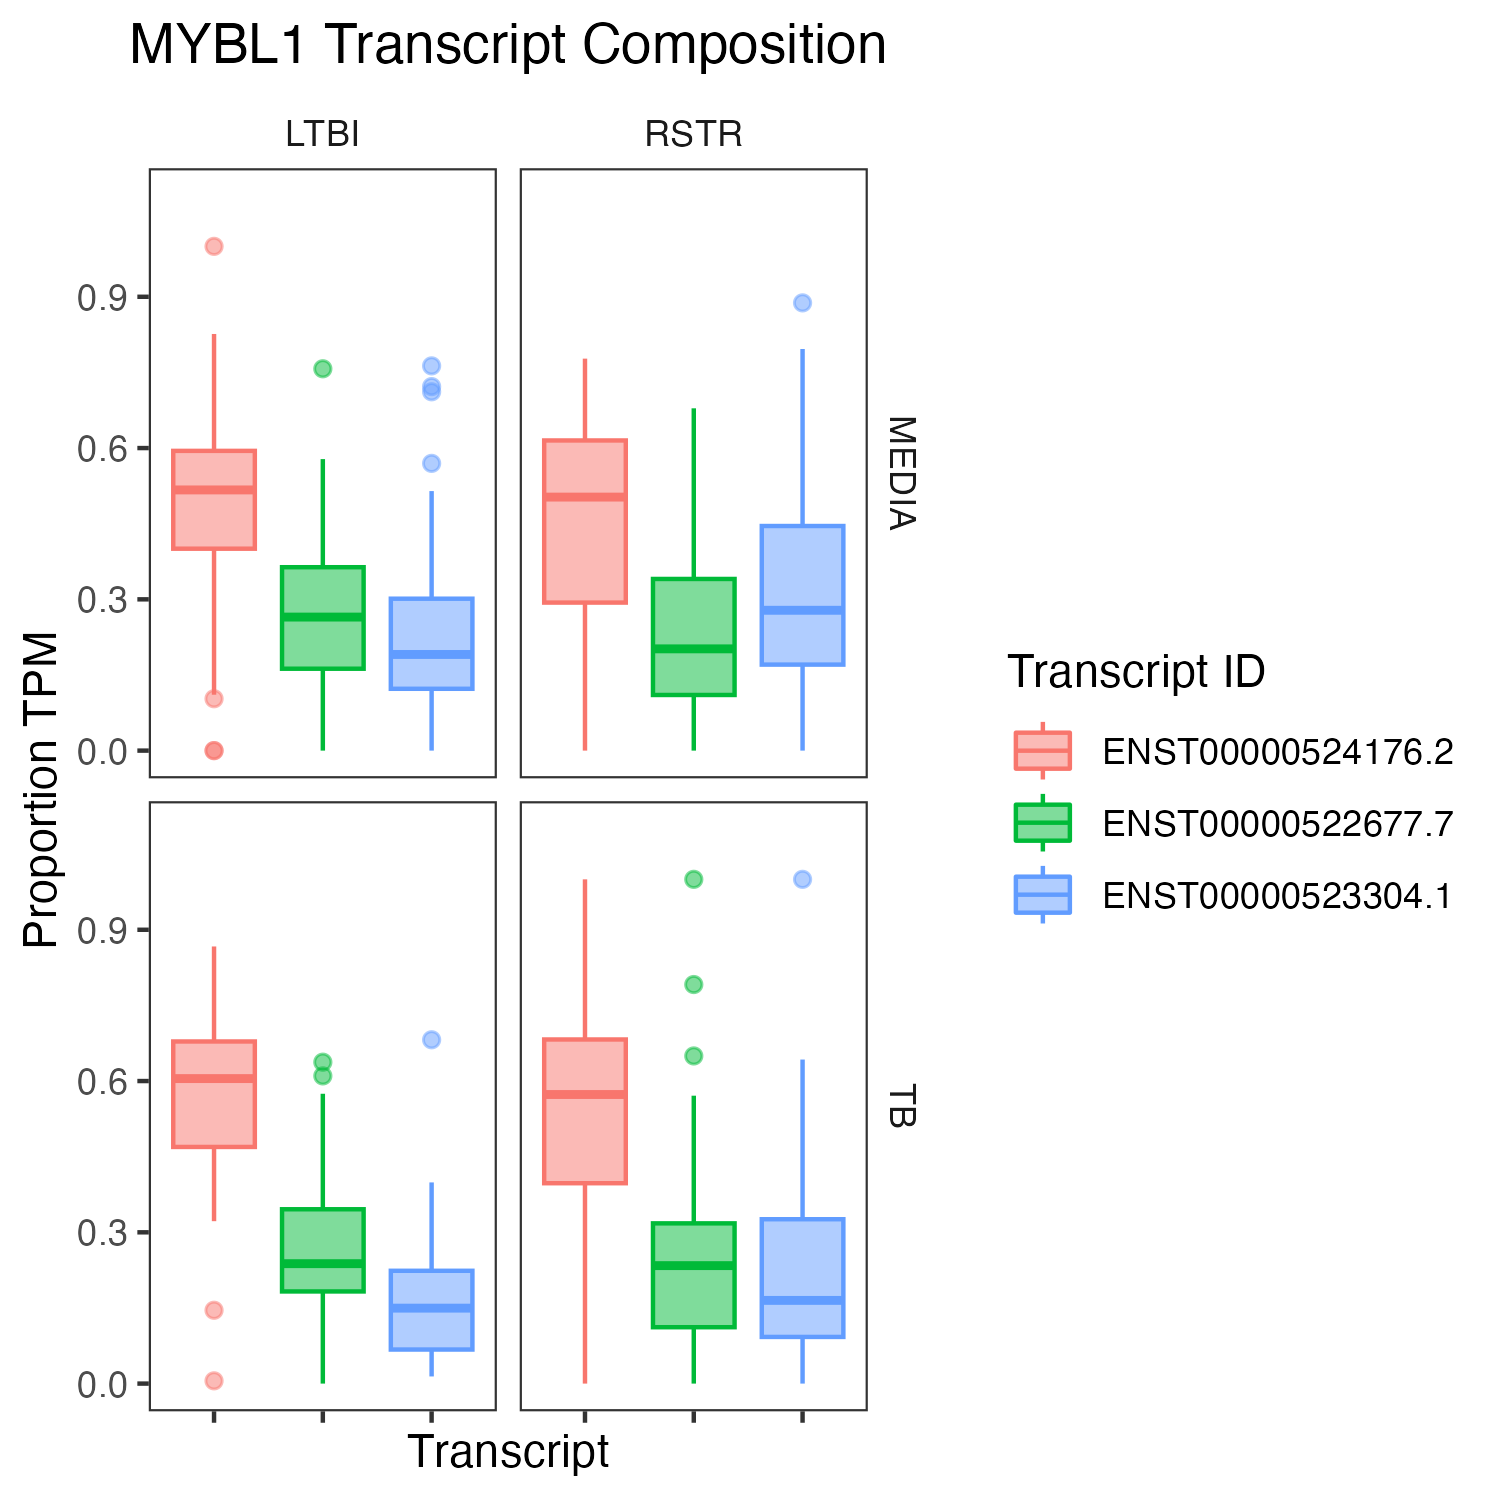 MYBL1 Transcript Composition
LTBI
RSTR
0.9
0.6
0.3
0.0
MEDIA
0.9
0.6
0.3
0.0
TB
Proportion TPM
Transcript
Transcript ID
ENST00000524176.2
ENST00000522677.7
ENST00000523304.1